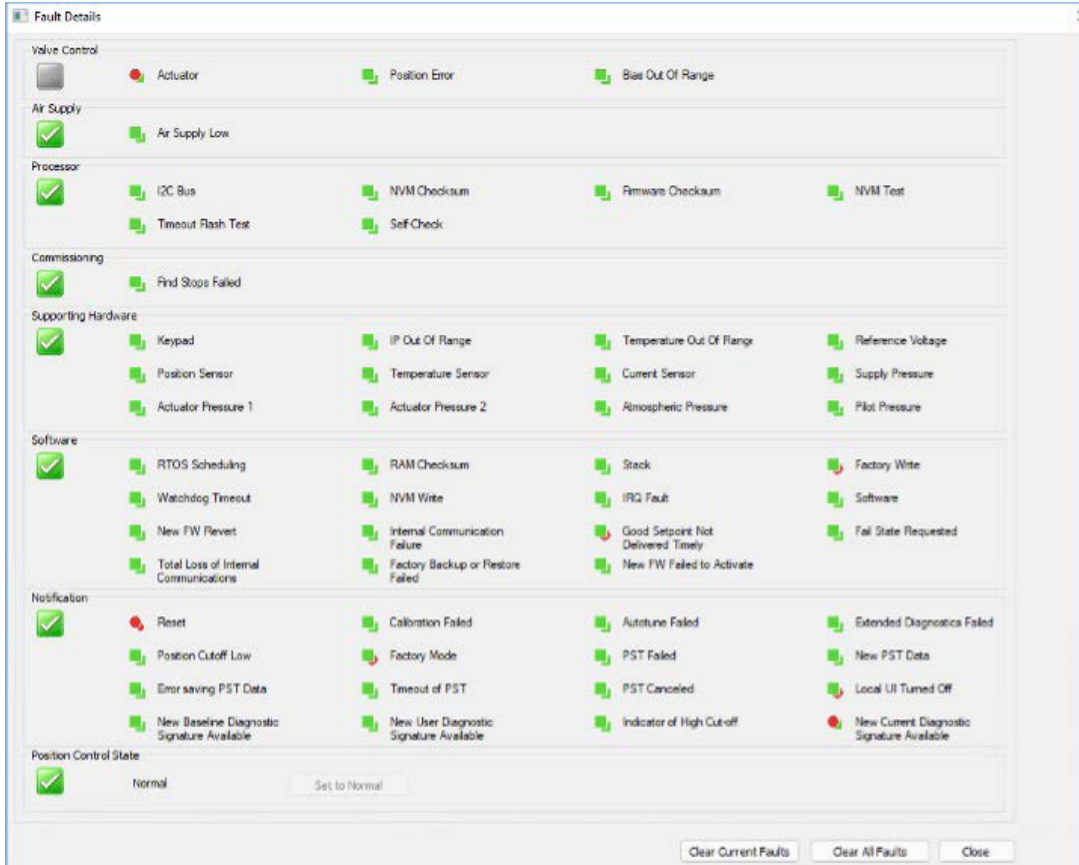 Fault Details
Valve Control
Actuator
Position Error
Bias Out Of Range
Air Supply
Air Supply Low
Processor
I2C Bus
NVM Checksum
Firmware Checksum
NVM Test
Timeout Flash Test
Self-Check
Commissioning
Find Stops Failed
Supporting Hardware
Keypad
IP Out Of Range
Temperature Out Of Range
Reference Voltage
Position Sensor
Temperature Sensor
Current Sensor
Supply Pressure
Actuator Pressure 1
Actuator Pressure 2
Atmospheric Pressure
Pilot Pressure
Software
RTOS Scheduling
RAM Checksum
Stack
Factory Write
Watchdog Timeout
NVM Write
IRQ Fault
Software
New FW Revert
Internal Communication
Failure
Good Setpoint Not
Delivered Timely
Fail State Requested
Total Loss of Internal
Communications
Factory Backup or Restore
Failed
New FW Failed to Activate
Notification
Reset
Calibration Failed
Autotune Failed
Extended Diagnostics Failed
Position Cutoff Low
Factory Mode
PST Failed
New PST Data
Error saving PST Data
Timeout of PST
PST Canceled
Local UI Turned Off
New Baseline Diagnostic
Signature Available
New User Diagnostic
Signature Available
Indicator of High Cut-off
New Current Diagnostic
Signature Available
Position Control State
Normal
Set to Normal
Clear Current Faults
Clear All Faults
Close